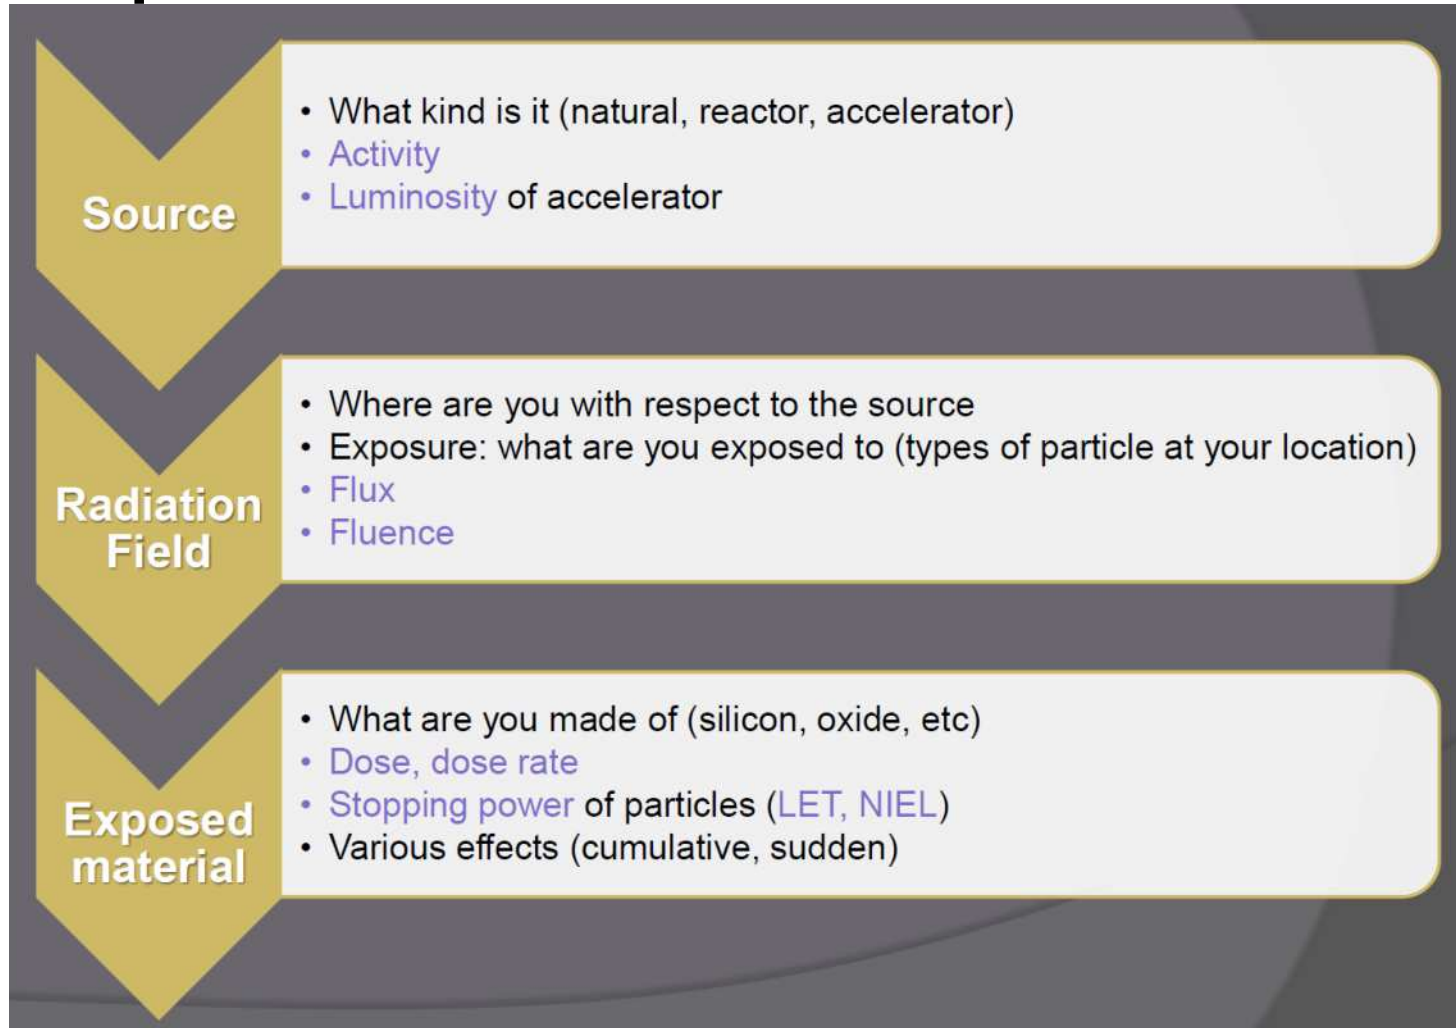 Source
• What kind is it (natural, reactor, accelerator)
• Activity
• Luminosity of accelerator
Radiation
Field
• Where are you with respect to the source
• Exposure: what are you exposed to (types of particle at your location)
• Flux
• Fluence
Exposed
material
• What are you made of (silicon, oxide, etc)
• Dose, dose rate
• Stopping power of particles (LET, NIEL)
• Various effects (cumulative, sudden)